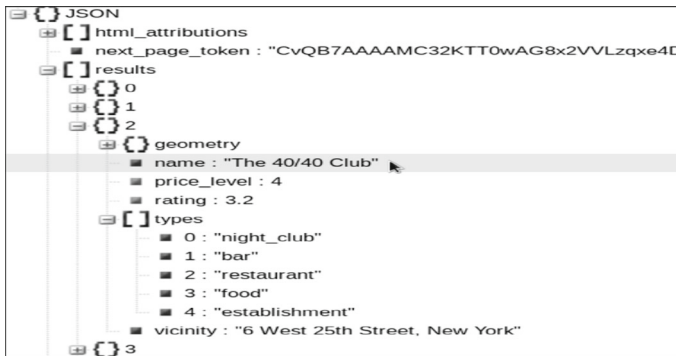 {} JSON
[] html_attributions
next_page_token : "CvQB7AAAAMC32KTT0wAG8x2VVLzqxe4D
[] results
{} 0
{} 1
{} 2
{} geometry
name : "The 40/40 Club"
price_level : 4
rating : 3.2
[] types
0 : "night_club"
1 : "bar"
2 : "restaurant"
3 : "food"
4 : "establishment"
vicinity : "6 West 25th Street, New York"
{} 3